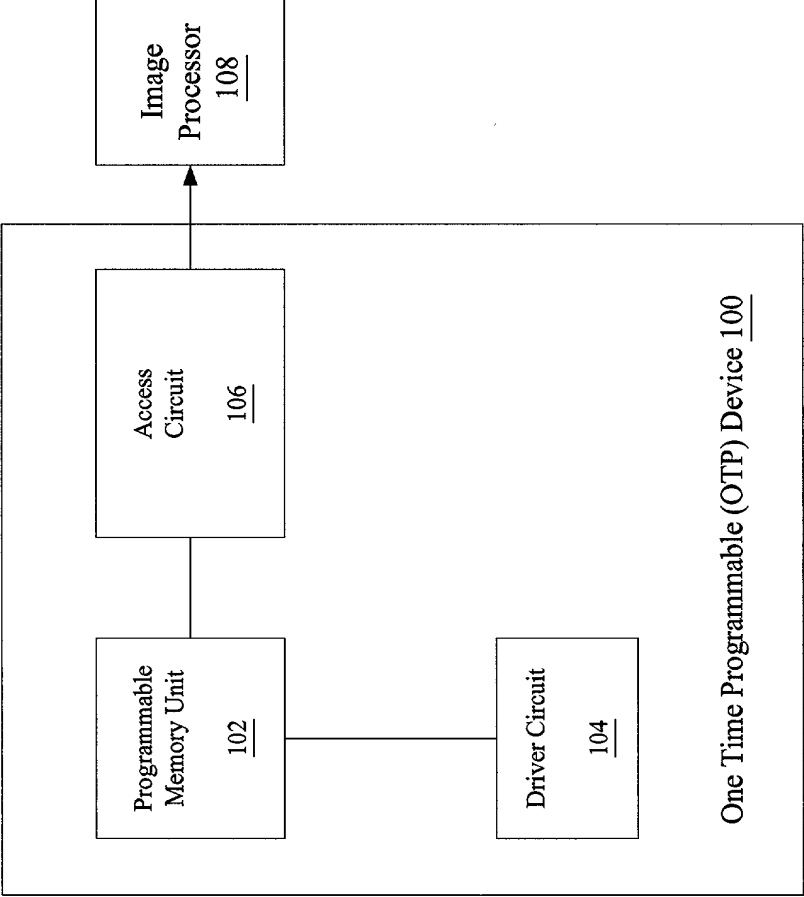 Programmable
Memory Unit
102
Access
Circuit
106
Image
Processor
108
Driver Circuit
104
One Time Programmable (OTP) Device 100